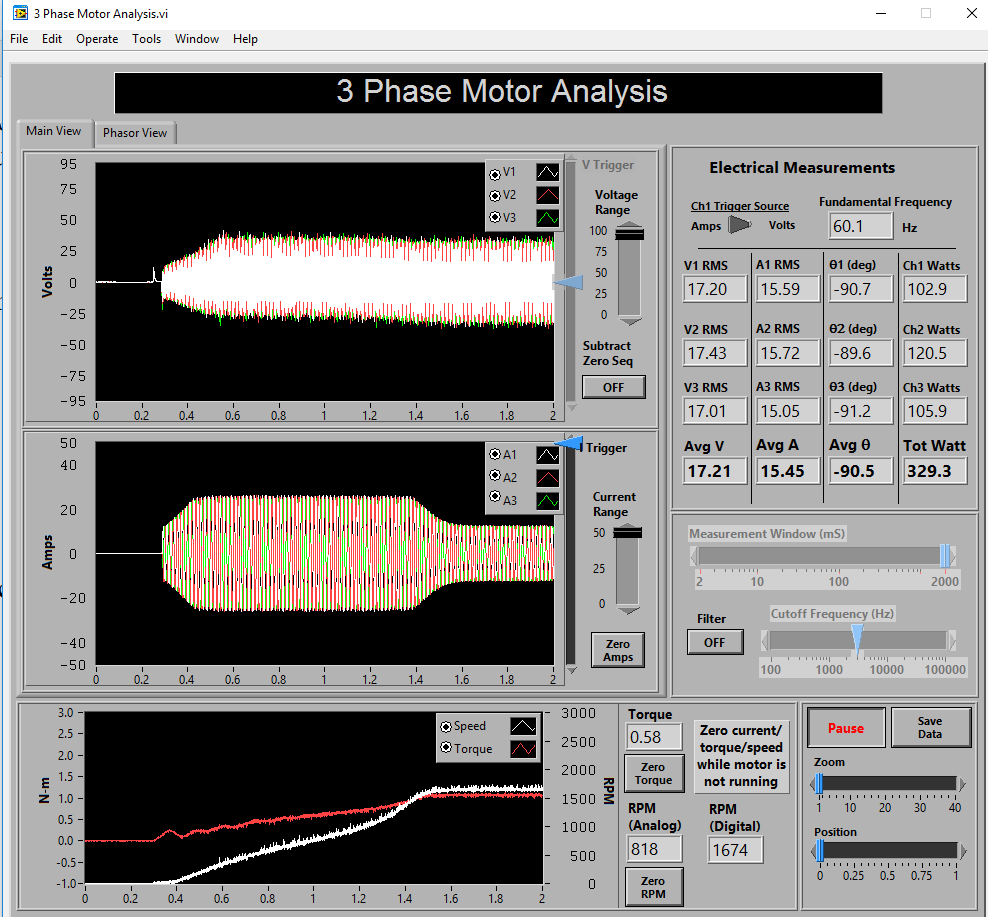 3 Phase Motor Analysis.vi
File Edit Operate Tools Window Help
3 Phase Motor Analysis
Main View Phasor View
95
75
50
25
0
-25
-50
-75
-95
Volts
0 0.2 0.4 0.6 0.8 1 1.2 1.4 1.6 1.8 2
V1
V2
V3
V Trigger
Voltage
Range
100
75
50
25
0
Subtract
Zero Seq
OFF
50
40
20
0
-20
-40
-50
Amps
0 0.2 0.4 0.6 0.8 1 1.2 1.4 1.6 1.8 2
A1
A2
A3
I Trigger
Current
Range
50
25
0
Zero
Amps
Electrical Measurements
Ch1 Trigger Source
Amps Volts
Fundamental Frequency
60.1 Hz
V1 RMS A1 RMS θ1 (deg) Ch1 Watts
17.20 15.59 -90.7 102.9
V2 RMS A2 RMS θ2 (deg) Ch2 Watts
17.43 15.72 -89.6 120.5
V3 RMS A3 RMS θ3 (deg) Ch3 Watts
17.01 15.05 -91.2 105.9
Avg V Avg A Avg θ Tot Watt
17.21 15.45 -90.5 329.3
Measurement Window (mS)
2 10 100 2000
Filter
OFF
Cutoff Frequency (Hz)
100 1000 10000 100000
3.0
2.5
2.0
1.5
1.0
0.5
0.0
-0.5
-1.0
N-m
0 0.2 0.4 0.6 0.8 1 1.2 1.4 1.6 1.8 2
Speed
Torque
3000
2500
2000
1500
1000
500
0
RPM
Torque
0.58
Zero
Torque
Zero current/
torque/speed
while motor is
not running
RPM
(Analog)
818
RPM
(Digital)
1674
Zero
RPM
Pause
Save
Data
Zoom
1 10 20 30 40
Position
0 0.25 0.5 0.75 1